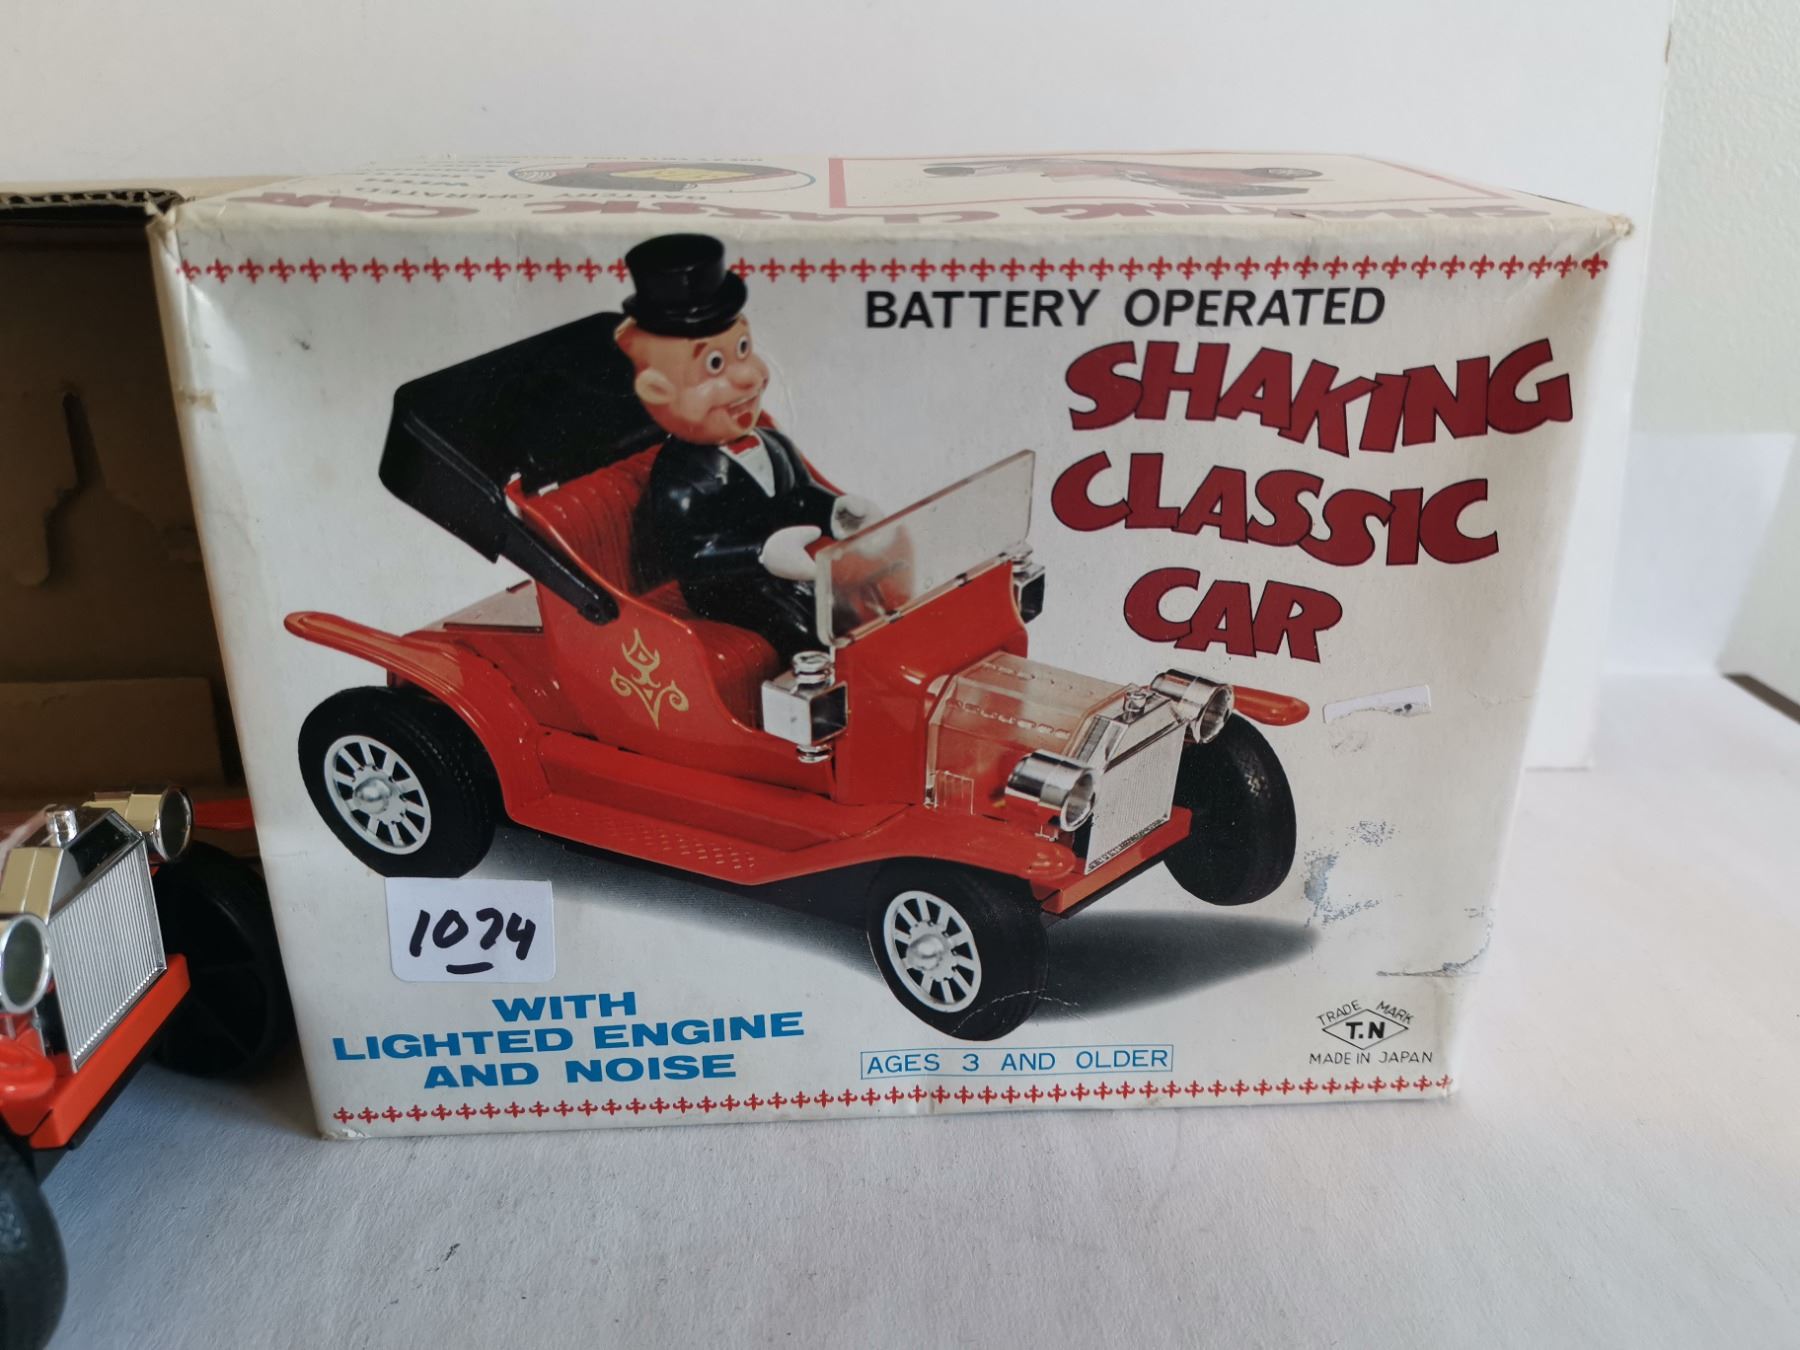 BATTERY OPERATED
SHAKING
CLASSIC
CAR
1074
WITH
LIGHTED ENGINE
AND NOISE
AGES 3 AND OLDER
TRADE MARK
T.N
MADE IN JAPAN
SHAKING CLASSIC CAR
BATTERY OPERATED